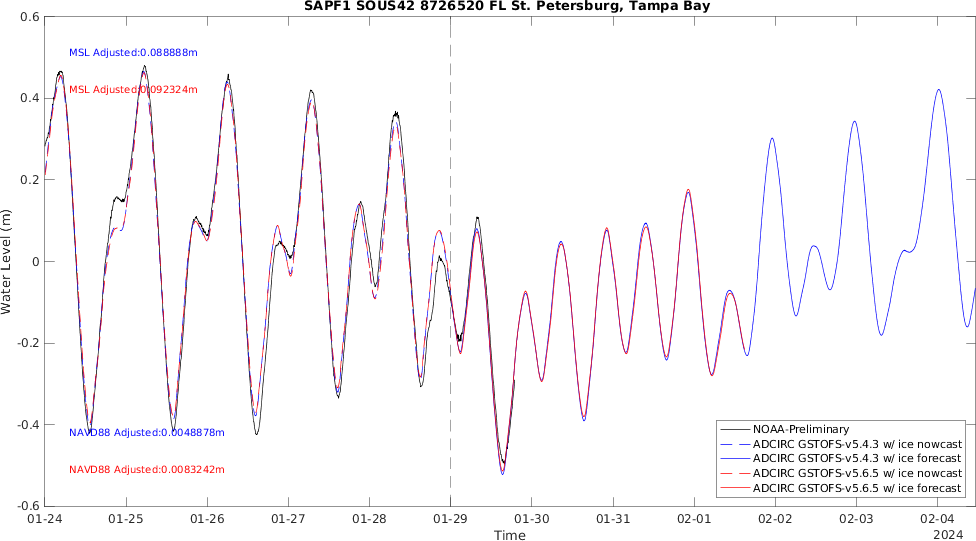 SAPF1 SOUS42 8726520 FL St. Petersburg, Tampa Bay
0.6
MSL Adjusted:0.088888m
0.4
MSL Adjusted:0.092324m
0.2
Water Level (m)
0
-0.2
-0.4
NAVD88 Adjusted:0.0048878m
NAVD88 Adjusted:0.0083242m
-0.6
NOAA-Preliminary
ADCIRC GSTOFS-v5.4.3 w/ ice nowcast
ADCIRC GSTOFS-v5.4.3 w/ ice forecast
ADCIRC GSTOFS-v5.6.5 w/ ice nowcast
ADCIRC GSTOFS-v5.6.5 w/ ice forecast
01-24 01-25 01-26 01-27 01-28 01-29 01-30 01-31 02-01 02-02 02-03 02-04
Time
2024